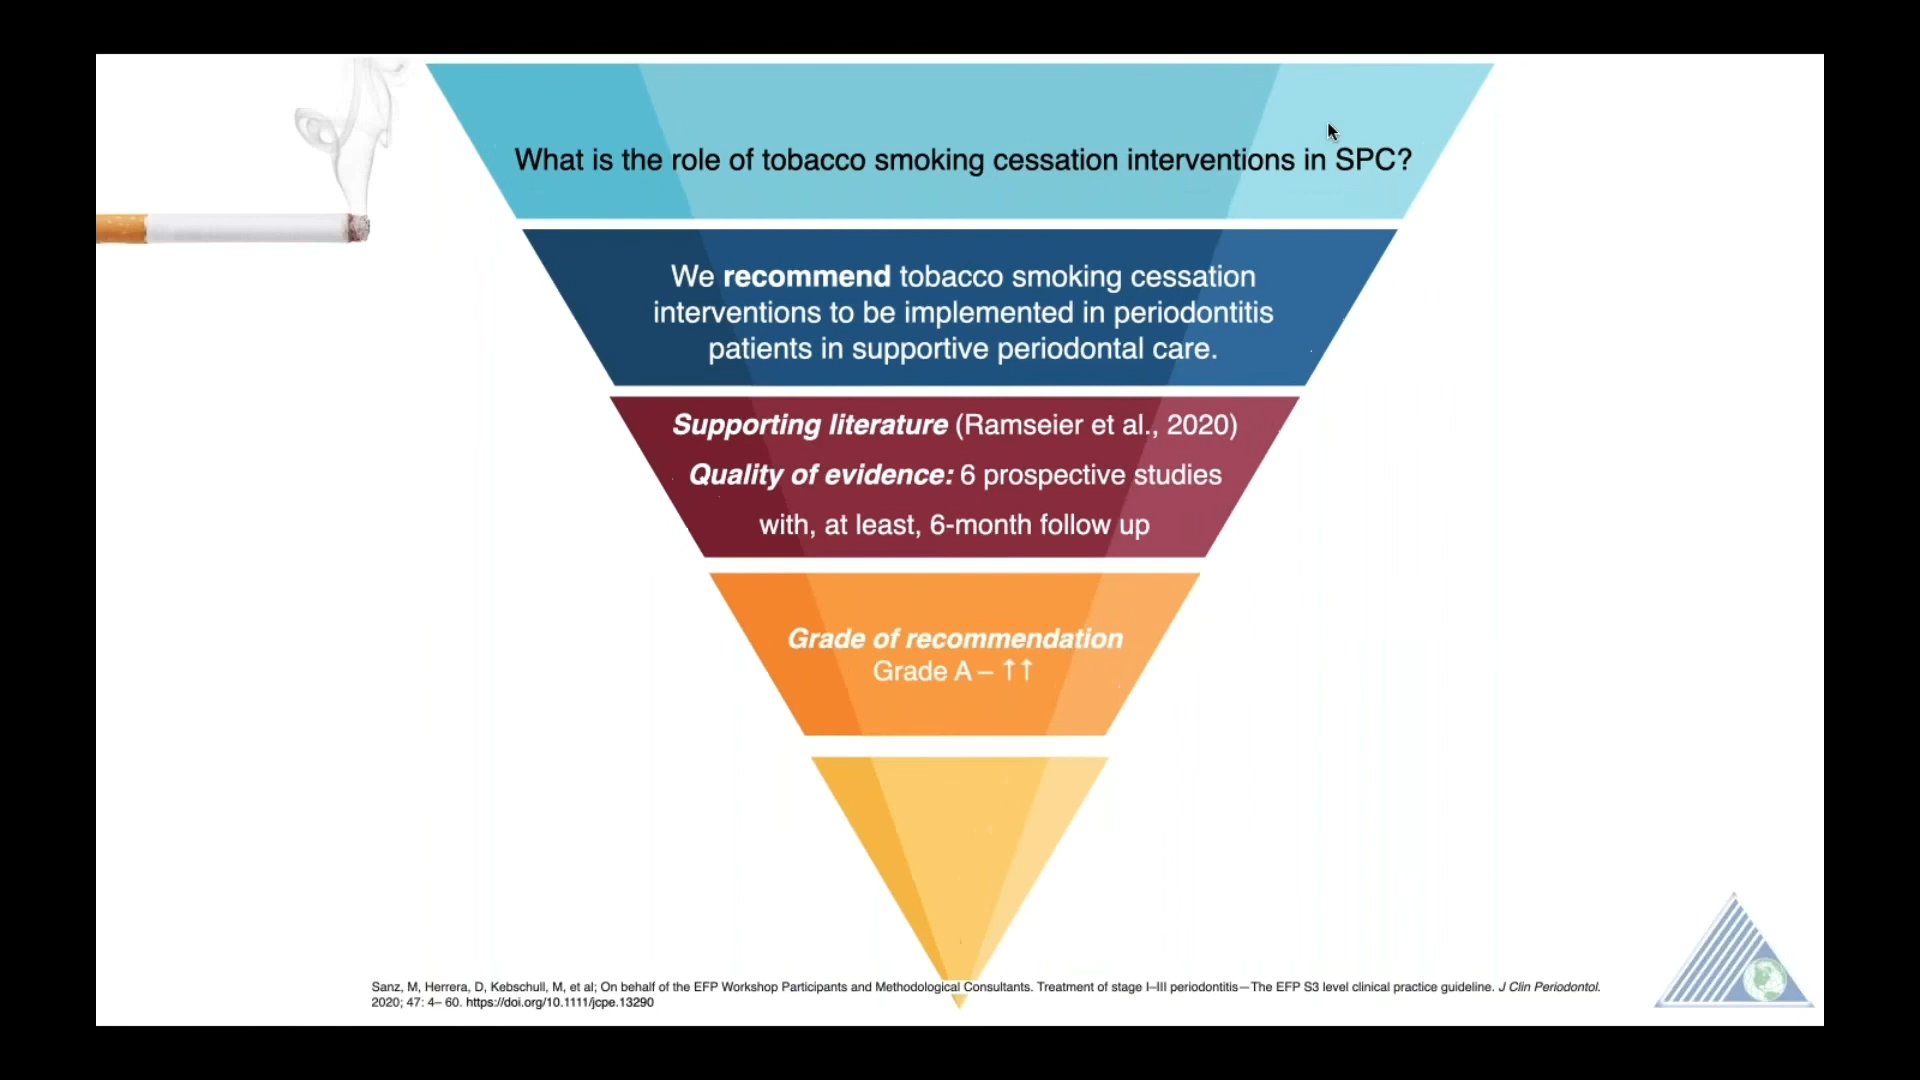 What is the role of tobacco smoking cessation interventions in SPC?
We recommend tobacco smoking cessation
interventions to be implemented in periodontitis
patients in supportive periodontal care.
Supporting literature (Ramseier et al., 2020)
Quality of evidence: 6 prospective studies
with, at least, 6-month follow up
Grade of recommendation
Grade A – ↑↑
Sanz, M, Herrera, D, Kebschull, M, et al; On behalf of the EFP Workshop Participants and Methodological Consultants. Treatment of stage I–III periodontitis—The EFP S3 level clinical practice guideline. J Clin Periodontol.
2020; 47: 4– 60. https://doi.org/10.1111/jcpe.13290